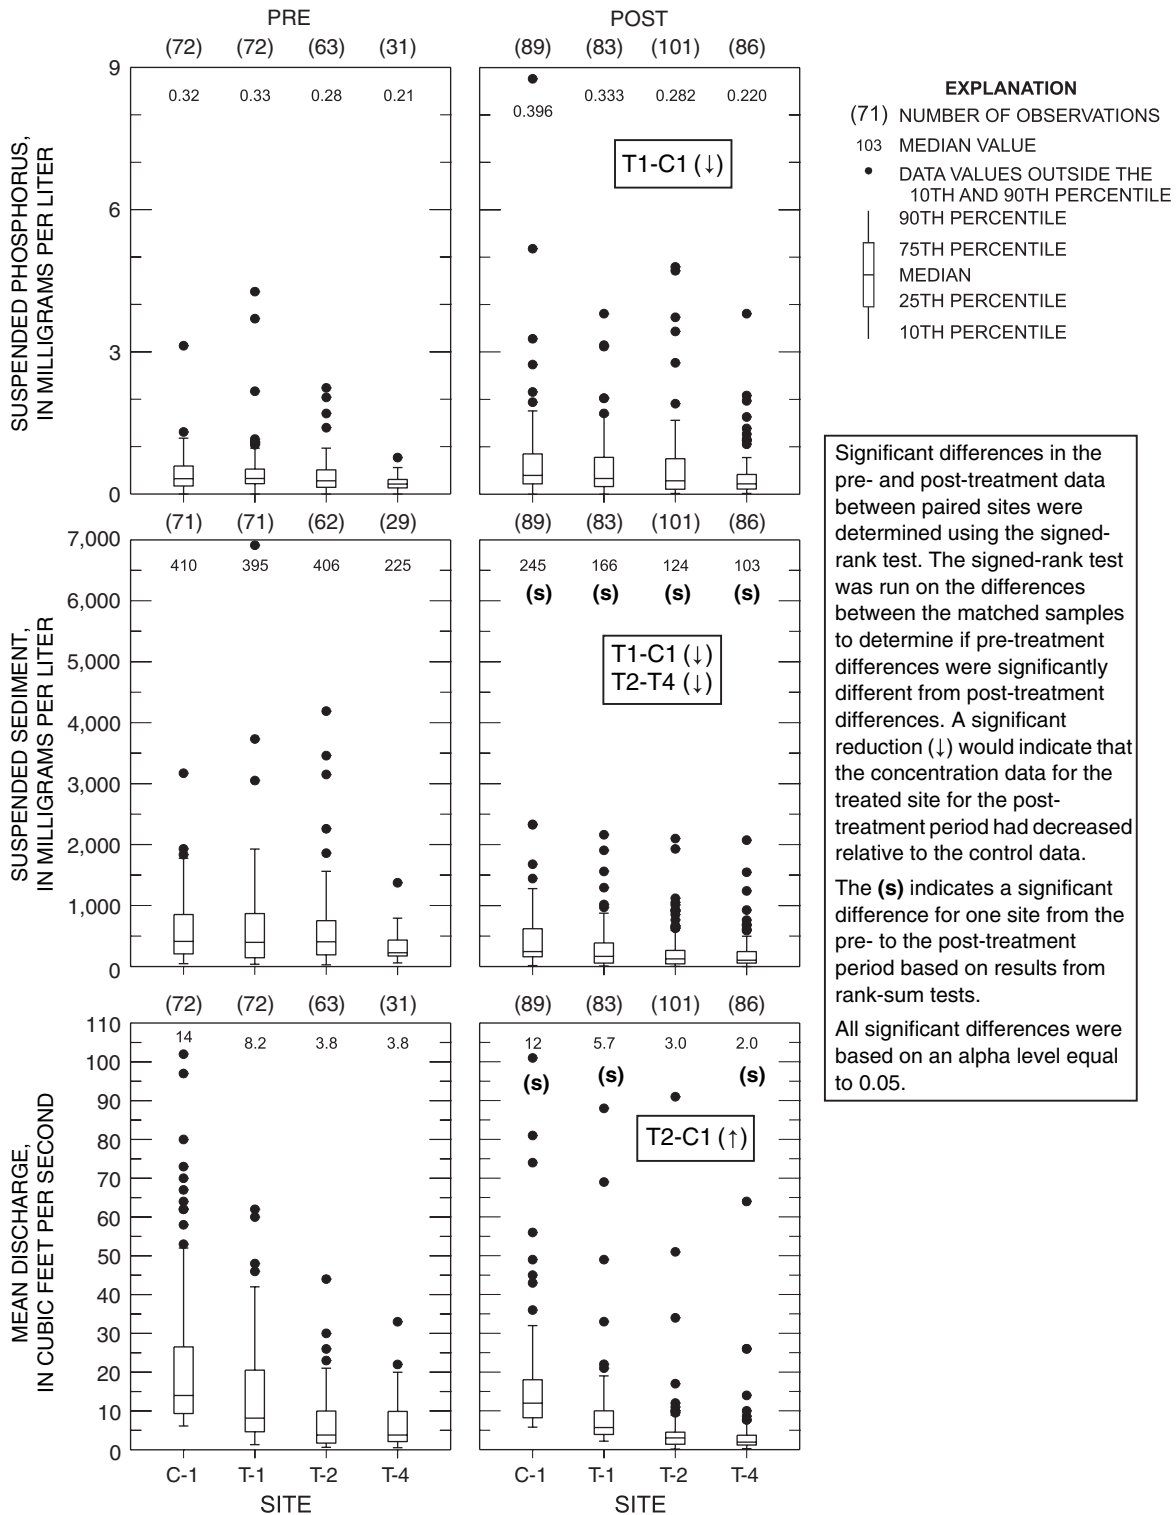 PRE
POST
(72) (72) (63) (31)
(89) (83) (101) (86)
9
6
3
0
SUSPENDED PHOSPHORUS,
IN MILLIGRAMS PER LITER
0.32 0.33 0.28 0.21
0.396 0.333 0.282 0.220
T1-C1 (↓)
EXPLANATION
(71) NUMBER OF OBSERVATIONS
103 MEDIAN VALUE
DATA VALUES OUTSIDE THE
10TH AND 90TH PERCENTILE
90TH PERCENTILE
75TH PERCENTILE
MEDIAN
25TH PERCENTILE
10TH PERCENTILE
(71) (71) (62) (29)
(89) (83) (101) (86)
7,000
6,000
5,000
4,000
3,000
2,000
1,000
0
SUSPENDED SEDIMENT,
IN MILLIGRAMS PER LITER
410 395 406 225
245 166 124 103
(s) (s) (s) (s)
T1-C1 (↓)
T2-T4 (↓)
Significant differences in the
pre- and post-treatment data
between paired sites were
determined using the signed-
rank test. The signed-rank test
was run on the differences
between the matched samples
to determine if pre-treatment
differences were significantly
different from post-treatment
differences. A significant
reduction (↓) would indicate that
the concentration data for the
treated site for the post-
treatment period had decreased
relative to the control data.
The (s) indicates a significant
difference for one site from the
pre- to the post-treatment
period based on results from
rank-sum tests.
All significant differences were
based on an alpha level equal
to 0.05.
(72) (72) (63) (31)
(89) (83) (101) (86)
110
100
90
80
70
60
50
40
30
20
10
0
MEAN DISCHARGE,
IN CUBIC FEET PER SECOND
14 8.2 3.8 3.8
12 5.7 3.0 2.0
(s) (s) (s)
T2-C1 (↑)
C-1 T-1 T-2 T-4
C-1 T-1 T-2 T-4
SITE
SITE